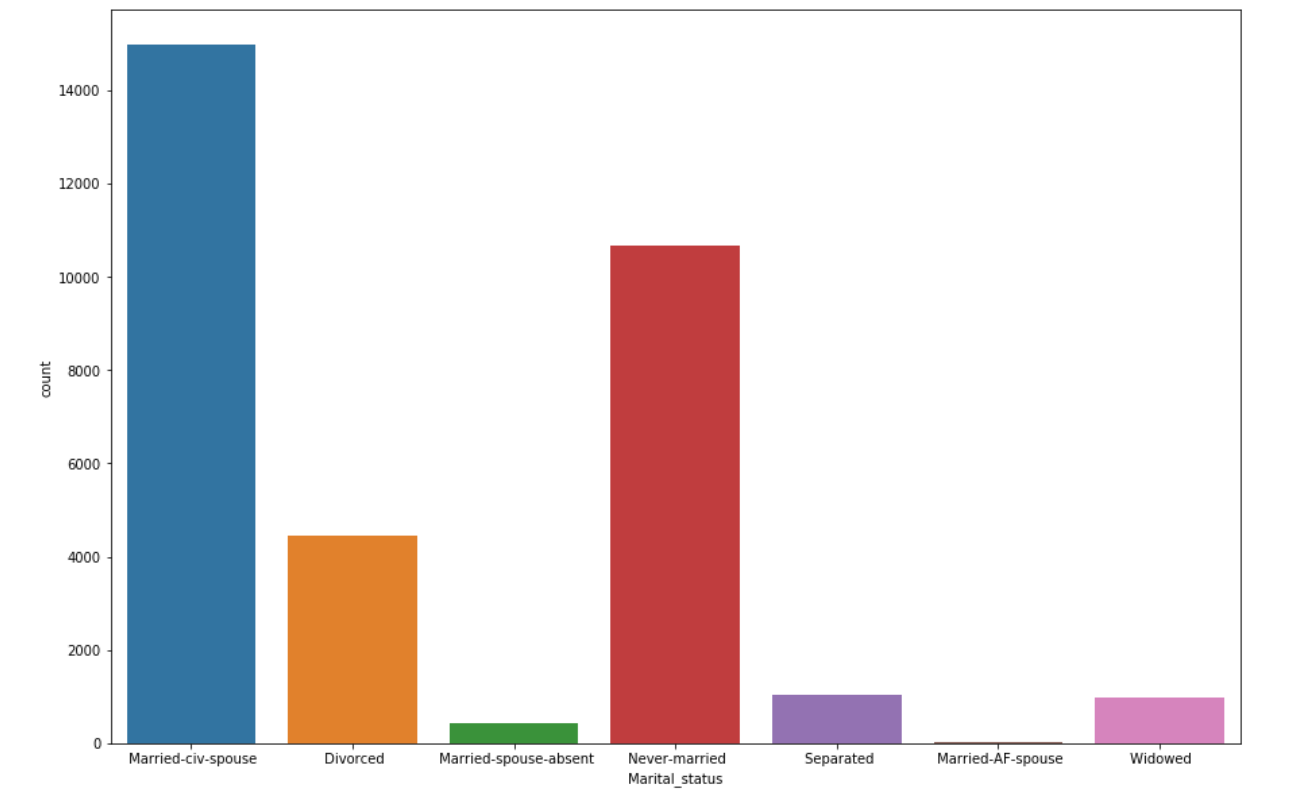 14000
12000
10000
8000
6000
4000
2000
0
count
Married-civ-spouse Divorced Married-spouse-absent Never-married Separated Married-AF-spouse Widowed
Marital_status